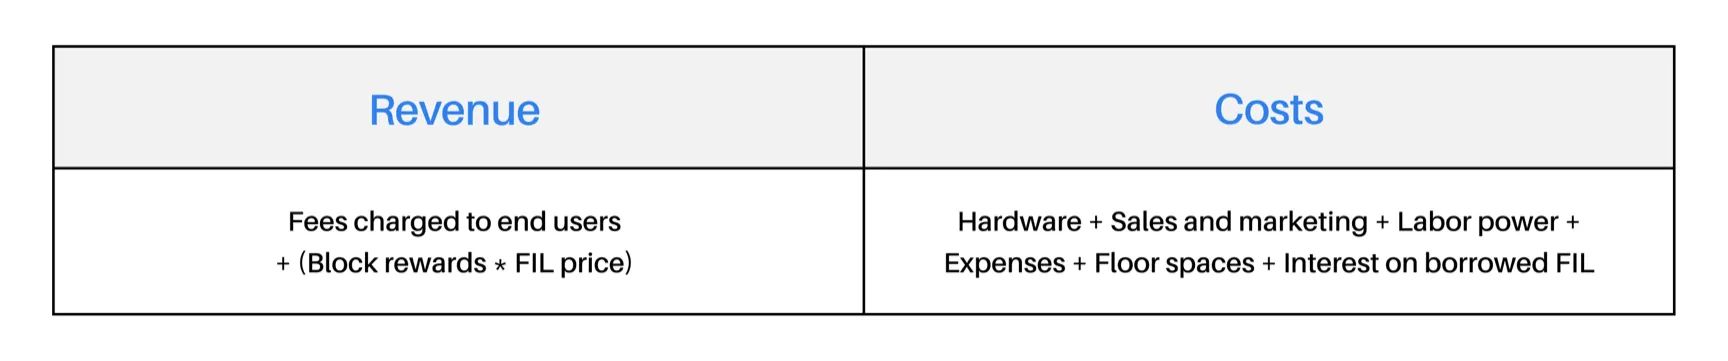 Revenue
Costs
Fees charged to end users
+ (Block rewards * FIL price)
Hardware + Sales and marketing + Labor power +
Expenses + Floor spaces + Interest on borrowed FIL